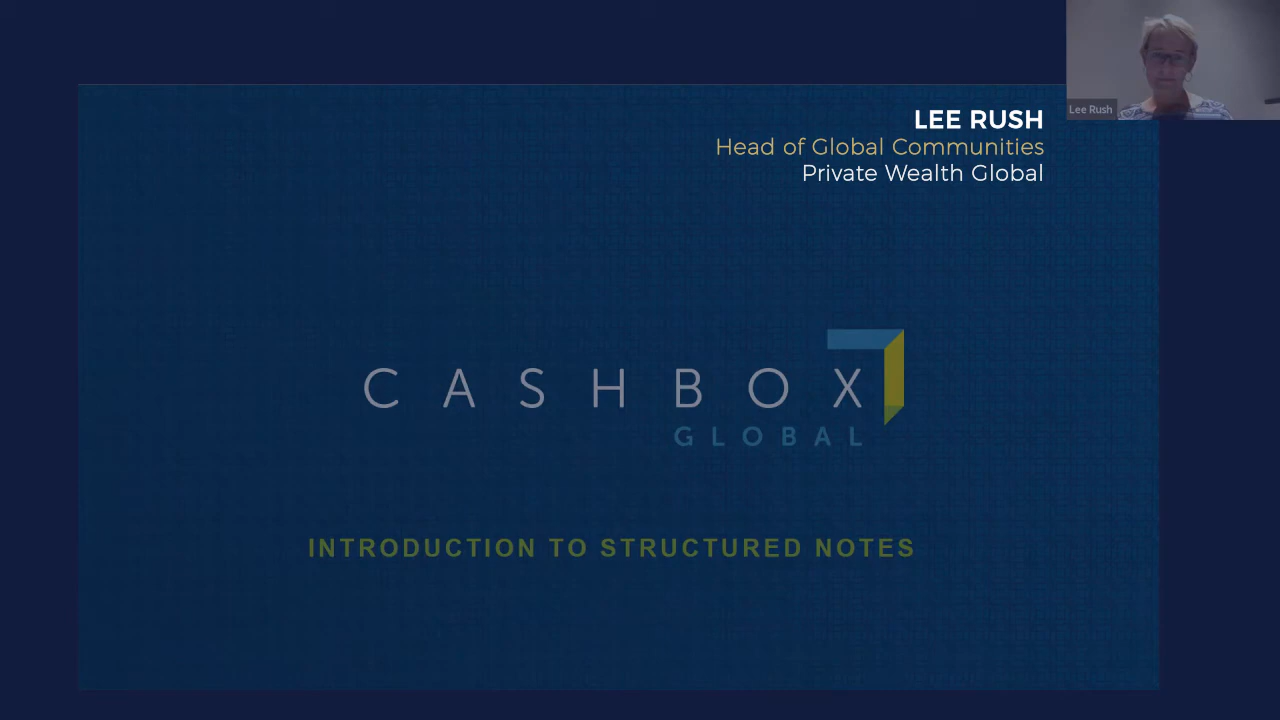 LEE RUSH
Head of Global Communities
Private Wealth Global
Lee Rush
CASHBOX
GLOBAL
INTRODUCTION TO STRUCTURED NOTES